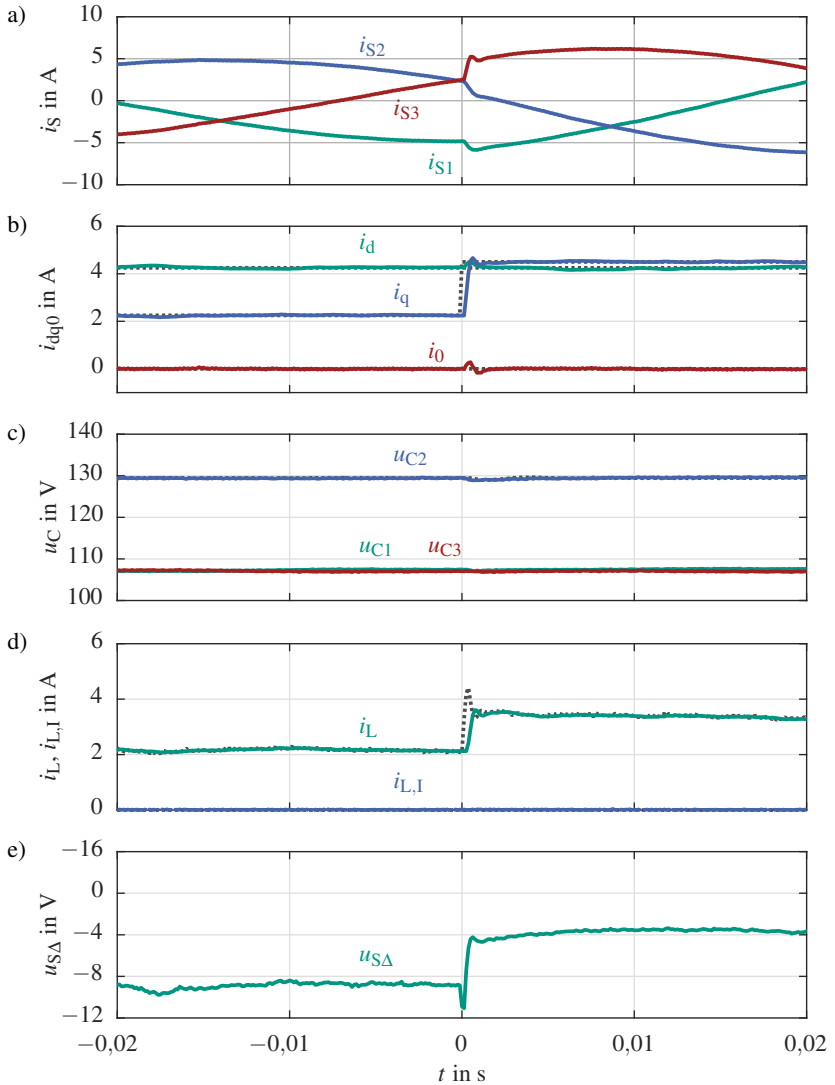 a)
10
5
0
−5
−10
i_S in A
i_S2
i_S3
i_S1
b)
6
4
2
0
i_dq0 in A
i_d
i_q
i_0
c)
140
130
120
110
100
u_C in V
u_C2
u_C1 u_C3
d)
6
4
2
0
i_L, i_L,I in A
i_L
i_L,I
e)
−16
0
−4
−8
−12
u_SΔ in V
u_SΔ
−0,02 −0,01 0 0,01 0,02
t in s